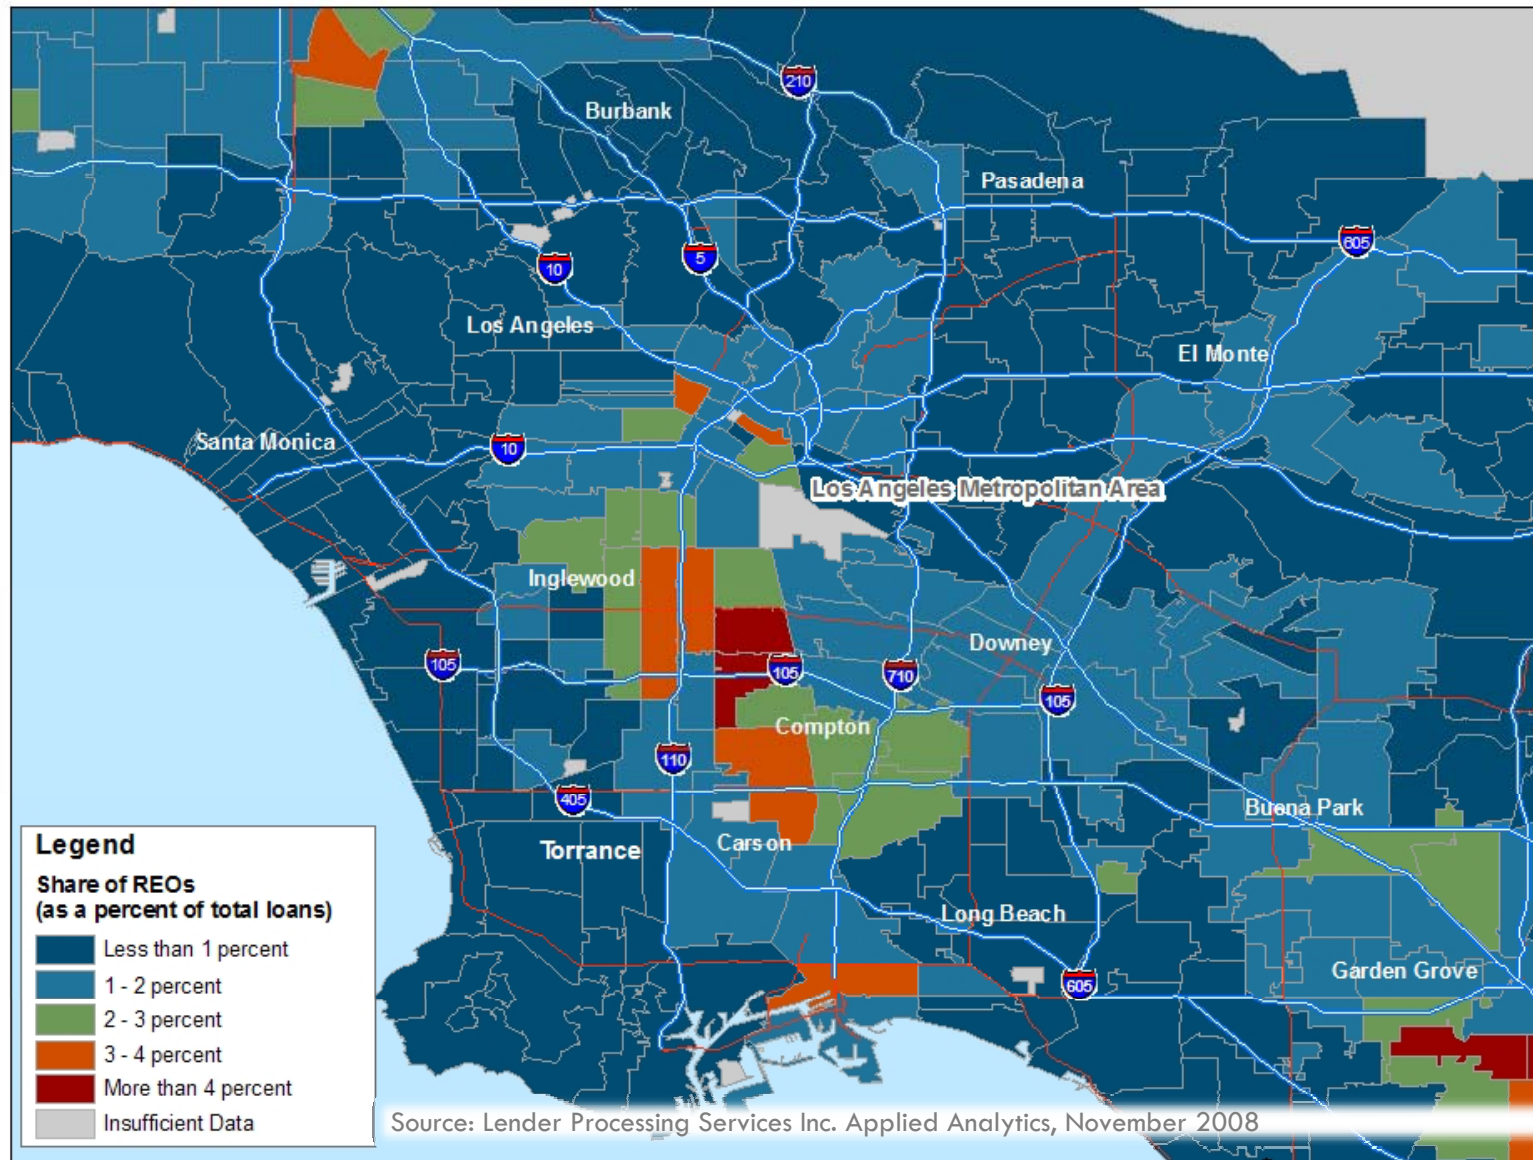 210
Burbank
Pasadena
605
5
10
Los Angeles
El Monte
Santa Monica
10
Los Angeles Metropolitan Area
Inglewood
Downey
105
105
710
105
Compton
110
405
Buena Park
Carson
Torrance
Long Beach
Garden Grove
605
Legend
Share of REOs
(as a percent of total loans)
Less than 1 percent
1 - 2 percent
2 - 3 percent
3 - 4 percent
More than 4 percent
Insufficient Data
Source: Lender Processing Services Inc. Applied Analytics, November 2008